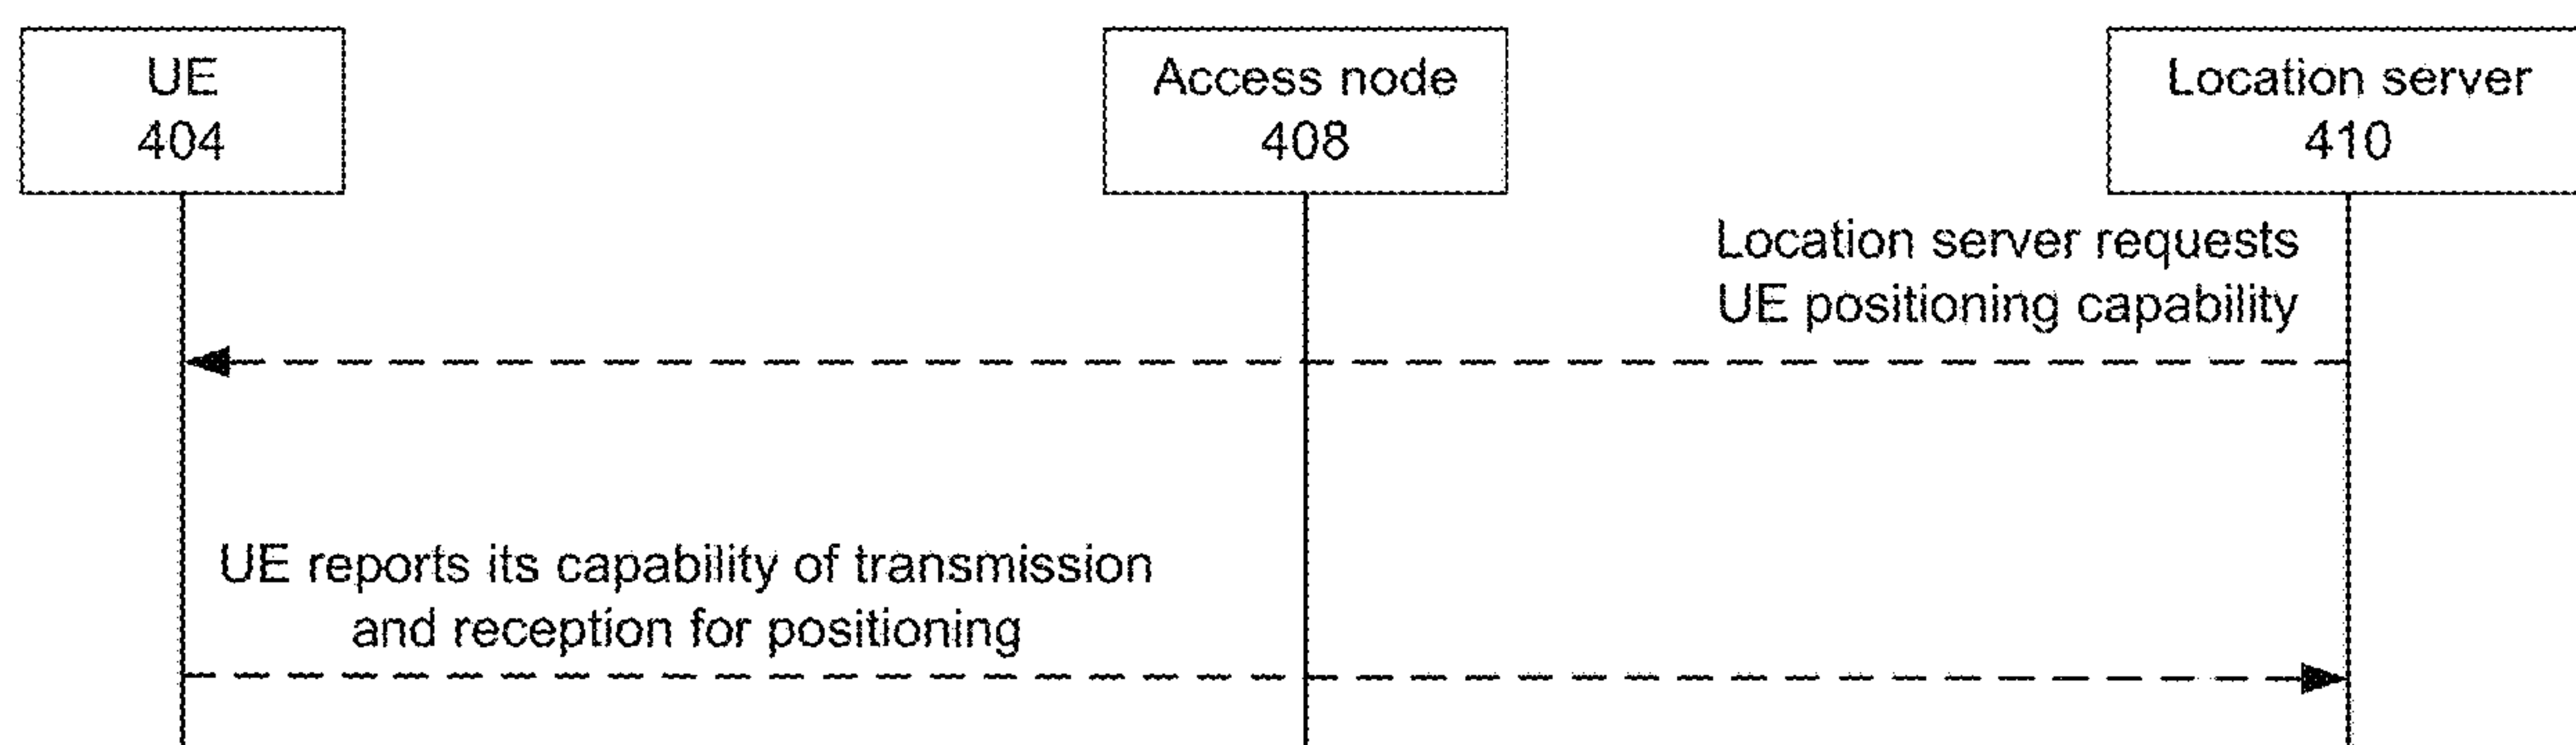 UE
404
Access node
408
Location server
410
Location server requests
UE positioning capability
UE reports its capability of transmission
and reception for positioning